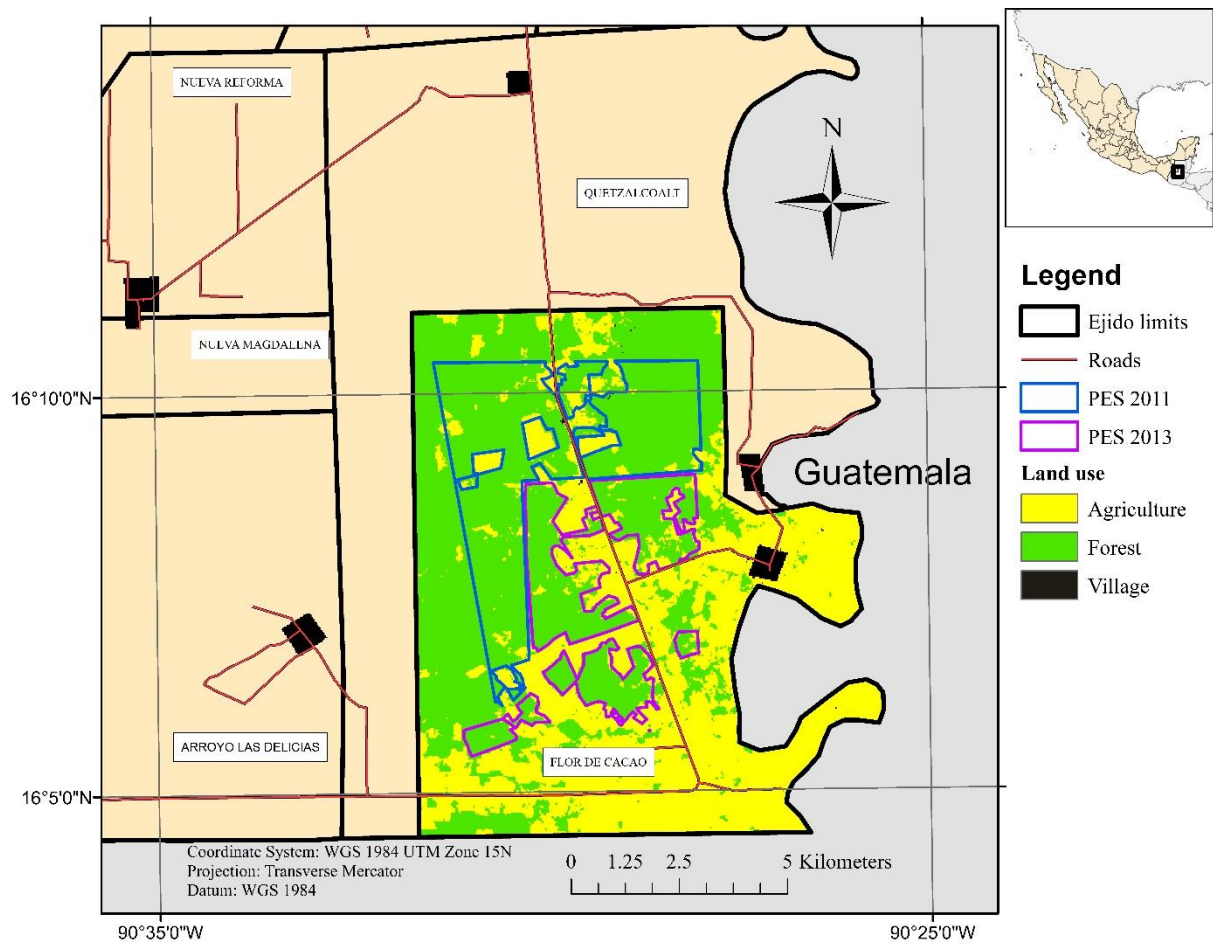 NUEVA REFORMA
N
QUETZALCOALT
NUEVA MAGDALENA
16°10'0"N
Guatemala
ARROYO LAS DELICIAS
FLOR DE CACAO
16°5'0"N
Coordinate System: WGS 1984 UTM Zone 15N
Projection: Transverse Mercator
Datum: WGS 1984
0 1.25 2.5 5 Kilometers
90°35'0"W
90°25'0"W
Legend
Ejido limits
Roads
PES 2011
PES 2013
Land use
Agriculture
Forest
Village